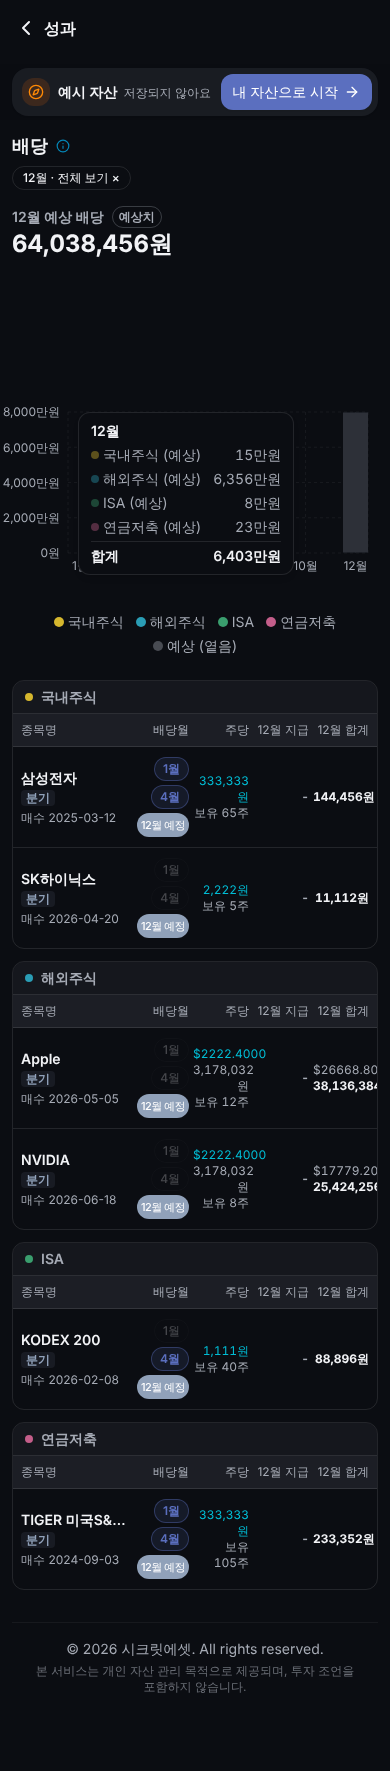 성과
예시 자산 저장되지 않아요 내 자산으로 시작 →
배당
12월 · 전체 보기 ×
12월 예상 배당 예상치
64,038,456원
8,000만원
6,000만원
4,000만원
2,000만원
0원
12월
국내주식 (예상) 15만원
해외주식 (예상) 6,356만원
ISA (예상) 8만원
연금저축 (예상) 23만원
합계 6,403만원
10월 12월
국내주식 해외주식 ISA 연금저축
예상 (옅음)
국내주식
종목명 배당월 주당 12월 지급 12월 합계
삼성전자
분기
매수 2025-03-12
1월
4월
12월 예정
333,333
원
보유 65주
- 144,456원
SK하이닉스
분기
매수 2026-04-20
1월
4월
12월 예정
2,222원
보유 5주
- 11,112원
해외주식
종목명 배당월 주당 12월 지급 12월 합계
Apple
분기
매수 2026-05-05
1월
4월
12월 예정
$2222.4000
3,178,032
원
보유 12주
-
$26668.80
38,136,384
NVIDIA
분기
매수 2026-06-18
1월
4월
12월 예정
$2222.4000
3,178,032
원
보유 8주
-
$17779.20
25,424,256
ISA
종목명 배당월 주당 12월 지급 12월 합계
KODEX 200
분기
매수 2026-02-08
1월
4월
12월 예정
1,111원
보유 40주
- 88,896원
연금저축
종목명 배당월 주당 12월 지급 12월 합계
TIGER 미국S&...
분기
매수 2024-09-03
1월
4월
12월 예정
333,333
원
보유
105주
- 233,352원
© 2026 시크릿에셋. All rights reserved.
본 서비스는 개인 자산 관리 목적으로 제공되며, 투자 조언을
포함하지 않습니다.